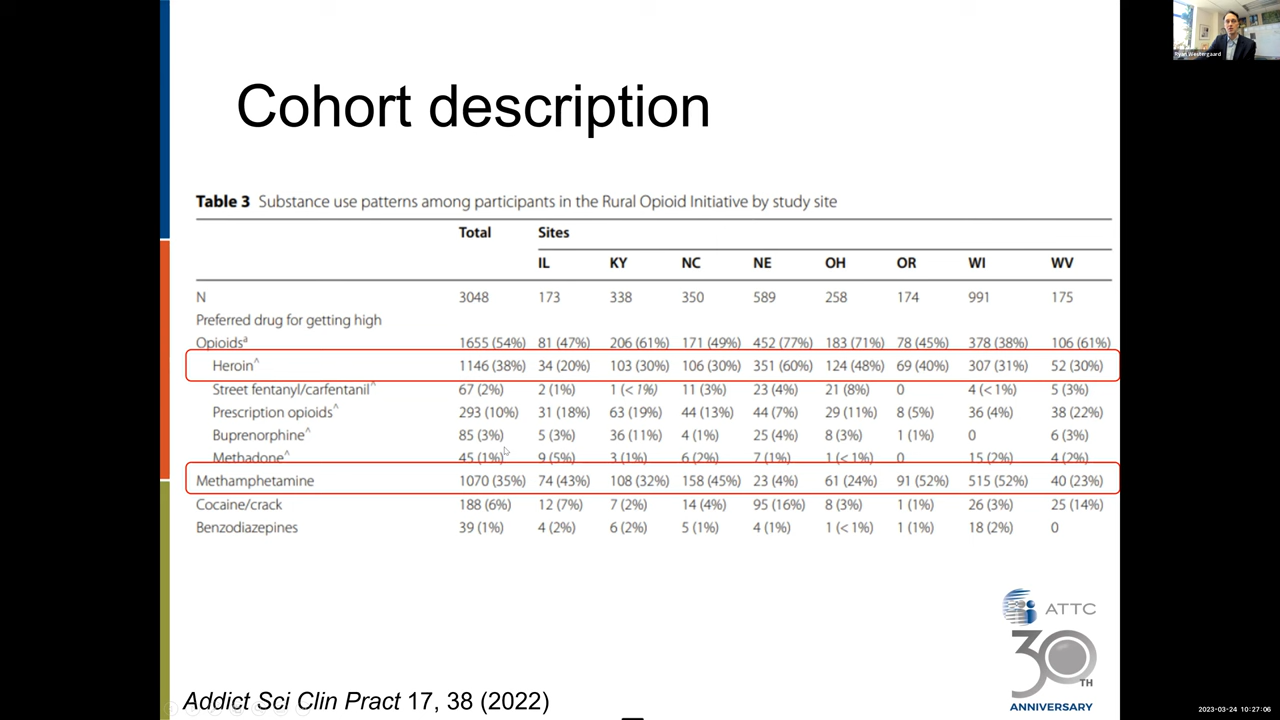 Ryan Westergaard
Cohort description
Table 3 Substance use patterns among participants in the Rural Opioid Initiative by study site
Total Sites
IL KY NC NE OH OR WI WV
N 3048 173 338 350 589 258 174 991 175
Preferred drug for getting high
Opioidsᵃ 1655 (54%) 81 (47%) 206 (61%) 171 (49%) 452 (77%) 183 (71%) 78 (45%) 378 (38%) 106 (61%)
Heroin^ 1146 (38%) 34 (20%) 103 (30%) 106 (30%) 351 (60%) 124 (48%) 69 (40%) 307 (31%) 52 (30%)
Street fentanyl/carfentanil^ 67 (2%) 2 (1%) 1 (<1%) 11 (3%) 23 (4%) 21 (8%) 0 4 (<1%) 5 (3%)
Prescription opioids^ 293 (10%) 31 (18%) 63 (19%) 44 (13%) 44 (7%) 29 (11%) 8 (5%) 36 (4%) 38 (22%)
Buprenorphine^ 85 (3%) 5 (3%) 36 (11%) 4 (1%) 25 (4%) 8 (3%) 1 (1%) 0 6 (3%)
Methadone^ 45 (1%) 9 (5%) 3 (1%) 6 (2%) 7 (1%) 1 (<1%) 0 15 (2%) 4 (2%)
Methamphetamine 1070 (35%) 74 (43%) 108 (32%) 158 (45%) 23 (4%) 61 (24%) 91 (52%) 515 (52%) 40 (23%)
Cocaine/crack 188 (6%) 12 (7%) 7 (2%) 14 (4%) 95 (16%) 8 (3%) 1 (1%) 26 (3%) 25 (14%)
Benzodiazepines 39 (1%) 4 (2%) 6 (2%) 5 (1%) 4 (1%) 1 (<1%) 1 (1%) 18 (2%) 0
ATTC
30TH
ANNIVERSARY
Addict Sci Clin Pract 17, 38 (2022)
2023-03-24 10:27:06